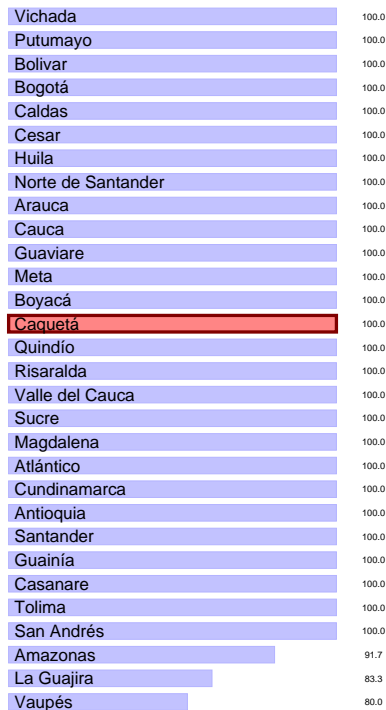 Vichada 100.0
Putumayo 100.0
Bolivar 100.0
Bogotá 100.0
Caldas 100.0
Cesar 100.0
Huila 100.0
Norte de Santander 100.0
Arauca 100.0
Cauca 100.0
Guaviare 100.0
Meta 100.0
Boyacá 100.0
Caquetá 100.0
Quindío 100.0
Risaralda 100.0
Valle del Cauca 100.0
Sucre 100.0
Magdalena 100.0
Atlántico 100.0
Cundinamarca 100.0
Antioquia 100.0
Santander 100.0
Guainía 100.0
Casanare 100.0
Tolima 100.0
San Andrés 100.0
Amazonas 91.7
La Guajira 83.3
Vaupés 80.0